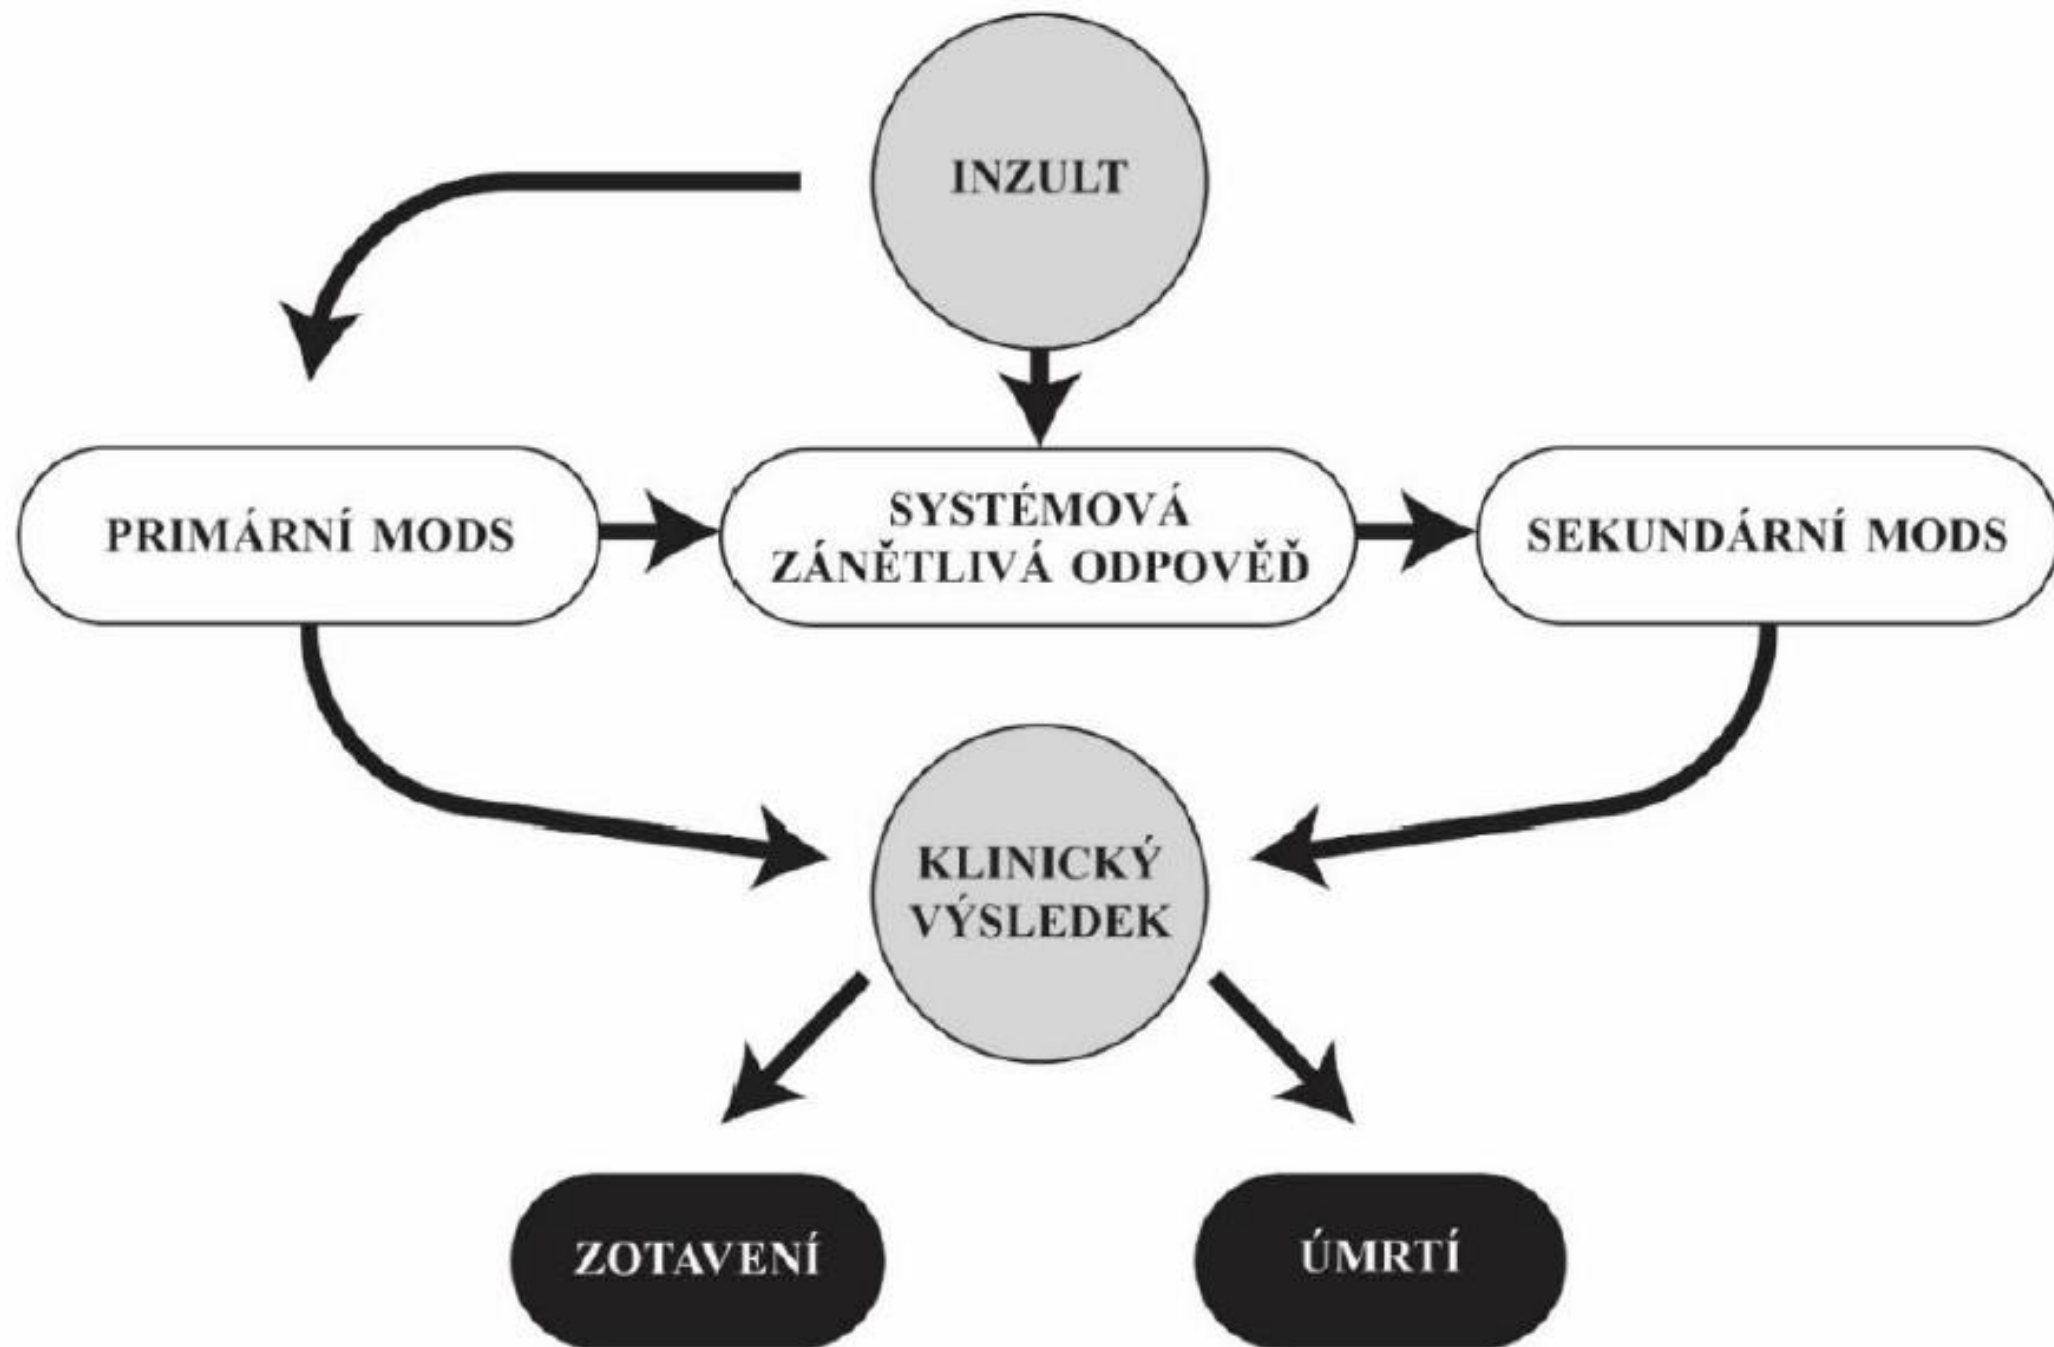 INZULT
PRIMÁRNÍ MODS
SYSTÉMOVÁ
ZÁNĚTLIVÁ ODPOVĚĎ
SEKUNDÁRNÍ MODS
KLINICKÝ
VÝSLEDEK
ZOTAVENÍ
ÚMRTÍ